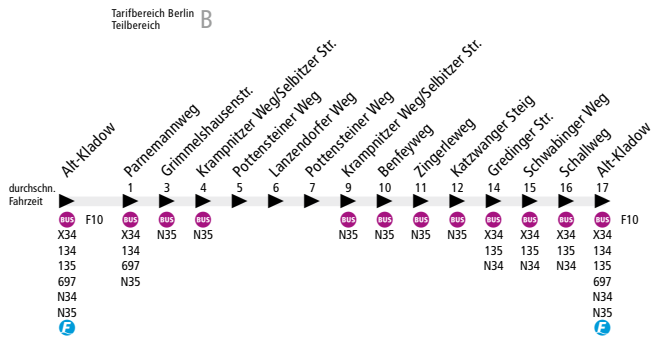 Tarifbereich Berlin
Teilbereich B
Alt-Kladow
Parnemannweg
Grimmelshausenstr.
Krampnitzer Weg/Selbitzer Str.
Pottensteiner Weg
Lanzendorfer Weg
Pottensteiner Weg
Krampnitzer Weg/Selbitzer Str.
Benfeyweg
Zingerleweg
Katzwanger Steig
Gredinger Str.
Schwabinger Weg
Schallweg
Alt-Kladow
durchschn. 1 3 4 5 6 7 9 10 11 12 14 15 16 17
Fahrzeit
BUS F10 BUS BUS BUS BUS BUS BUS BUS BUS BUS BUS BUS F10
X34 X34 N35 N35 N35 N35 N35 N35 X34 X34 X34 X34
134 134 135 135 135 134
135 697 N34 N34 N34 135
697 N35 697
N34 N34
N35 N35
F F